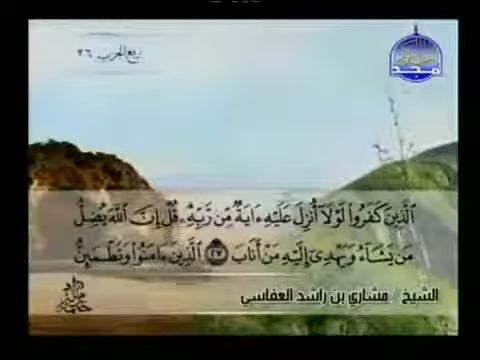 ربع الحزب ٢٦
مجد
ٱلَّذِينَ كَفَرُوا۟ لَوْلَآ أُنزِلَ عَلَيْهِ ءَايَةٌ مِّن رَّبِّهِۦ ۗ قُلْ إِنَّ ٱللَّهَ يُضِلُّ
مَن يَشَآءُ وَيَهْدِىٓ إِلَيْهِ مَنْ أَنَابَ ٢٧ ٱلَّذِينَ ءَامَنُوا۟ وَتَطْمَئِنُّ
الشيخ / مشاري بن راشد العفاسي